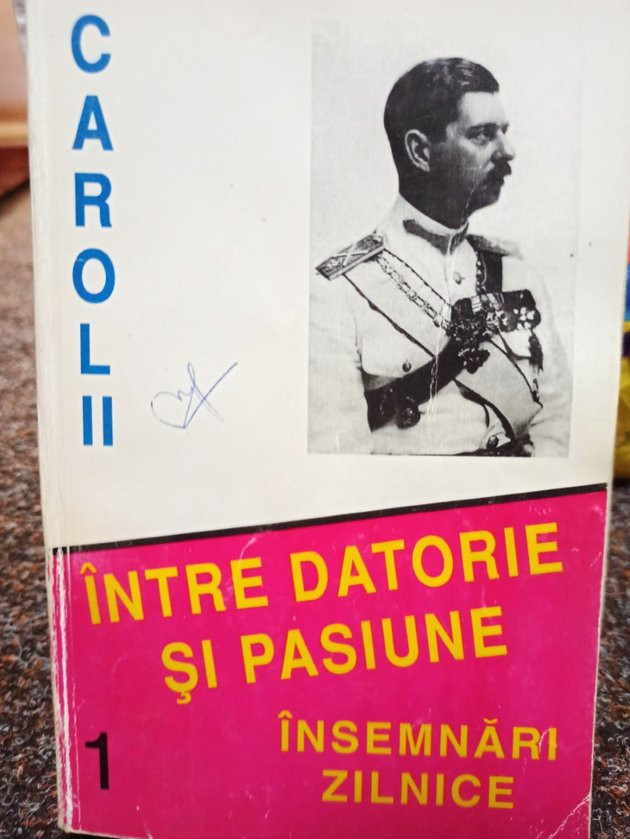 CAROL II
ÎNTRE DATORIE
ŞI PASIUNE
1
ÎNSEMNĂRI
ZILNICE